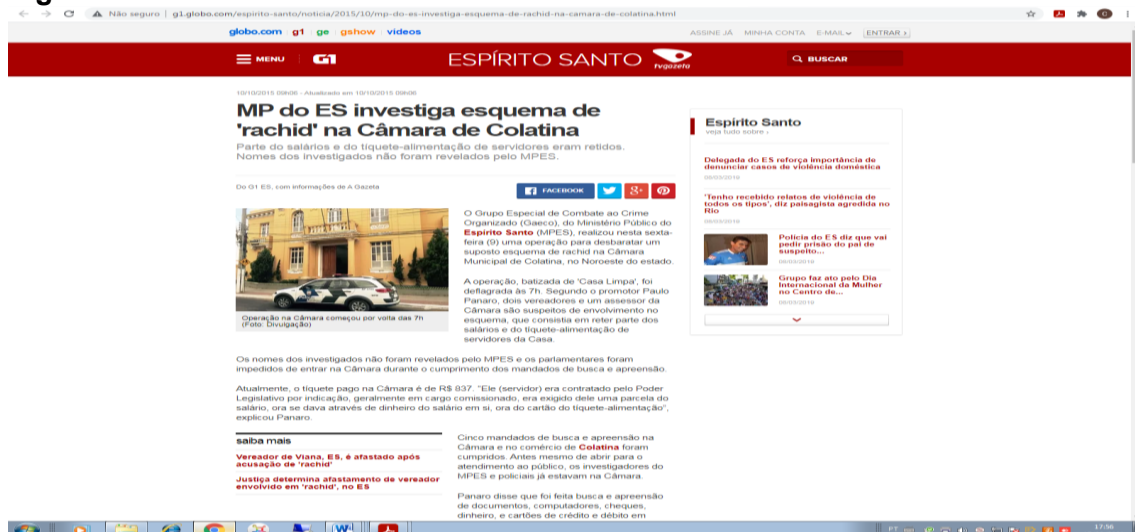 Não seguro | g1.globo.com/espirito-santo/noticia/2015/10/mp-do-es-investiga-esquema-de-rachid-na-camara-de-colatina.html
globo.com g1 ge gshow videos
ASSINE JÁ MINHA CONTA E-MAIL ENTRAR ›
MENU G1 ESPÍRITO SANTO tvgazeta BUSCAR
10/10/2015 09h06 - Atualizado em 10/10/2015 09h06
MP do ES investiga esquema de
'rachid' na Câmara de Colatina
Parte do salários e do tíquete-alimentação de servidores eram retidos.
Nomes dos investigados não foram revelados pelo MPES.
Do G1 ES, com informações de A Gazeta
FACEBOOK
Operação na Câmara começou por volta das 7h
(Foto: Divulgação)
O Grupo Especial de Combate ao Crime
Organizado (Gaeco), do Ministério Público do
Espírito Santo (MPES), realizou nesta sexta-
feira (9) uma operação para desbaratar um
suposto esquema de rachid na Câmara
Municipal de Colatina, no Noroeste do estado.
A operação, batizada de 'Casa Limpa', foi
deflagrada às 7h. Segundo o promotor Paulo
Panaro, dois vereadores e um assessor da
Câmara são suspeitos de envolvimento no
esquema, que consistia em reter parte dos
salários e do tíquete-alimentação de
servidores da Casa.
Os nomes dos investigados não foram revelados pelo MPES e os parlamentares foram
impedidos de entrar na Câmara durante o cumprimento dos mandados de busca e apreensão.
Atualmente, o tíquete pago na Câmara é de R$ 837. "Ele (servidor) era contratado pelo Poder
Legislativo por indicação, geralmente em cargo comissionado, era exigido dele uma parcela do
salário, ora se dava através de dinheiro do salário em si, ora do cartão do tíquete-alimentação",
explicou Panaro.
saiba mais
Vereador de Viana, ES, é afastado após
acusação de 'rachid'
Justiça determina afastamento de vereador
envolvido em 'rachid', no ES
Cinco mandados de busca e apreensão na
Câmara e no comércio de Colatina foram
cumpridos. Antes mesmo de abrir para o
atendimento ao público, os investigadores do
MPES e policiais já estavam na Câmara.
Panaro disse que foi feita busca e apreensão
de documentos, computadores, cheques,
dinheiro, e cartões de crédito e débito em
Espírito Santo
veja tudo sobre ›
Delegada do ES reforça importância de
denunciar casos de violência doméstica
08/03/2019
'Tenho recebido relatos de violência de
todos os tipos', diz paisagista agredida no
Rio
08/03/2019
Polícia do ES diz que vai
pedir prisão do pai de
suspeito...
08/03/2019
Grupo faz ato pelo Dia
Internacional da Mulher
no Centro de...
08/03/2019
PT
17:56